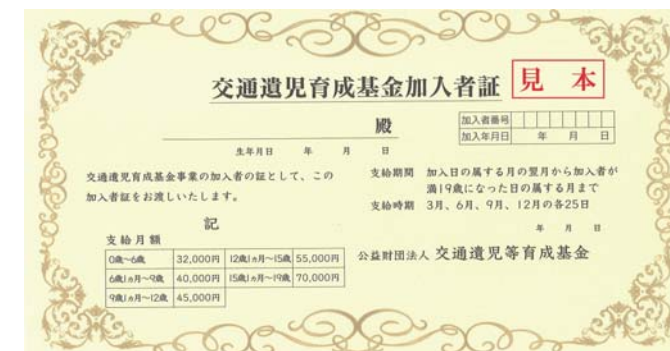 交通遺児育成基金加入者証
見 本
殿
加入者番号
加入年月日 年 月 日
生年月日 年 月 日
交通遺児育成基金事業の加入者の証として、この
加入者証をお渡しいたします。
記
支給月額
0歳〜6歳 32,000円 12歳1ヵ月〜15歳 55,000円
6歳1ヵ月〜9歳 40,000円 15歳1ヵ月〜19歳 70,000円
9歳1ヵ月〜12歳 45,000円
支給期間 加入日の属する月の翌月から加入者が
満19歳になった日の属する月まで
支給時期 3月、6月、9月、12月の各25日
年 月 日
公益財団法人 交通遺児等育成基金